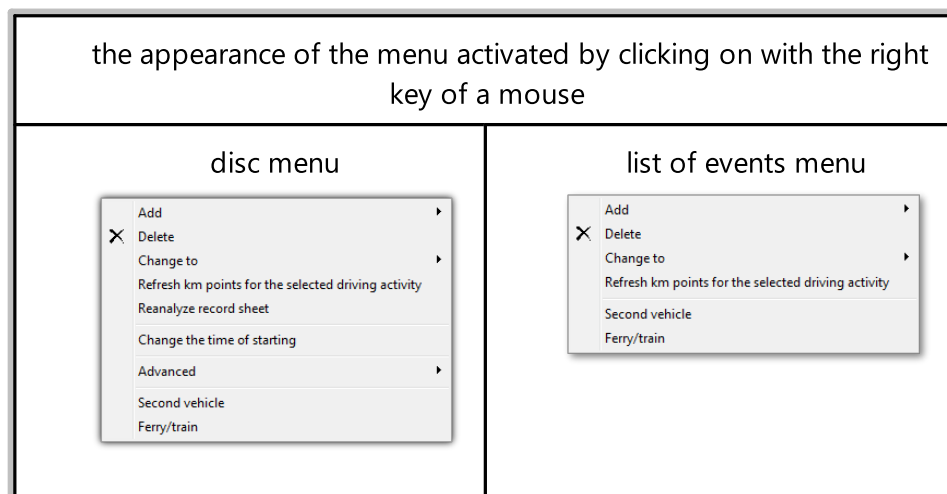 the appearance of the menu activated by clicking on with the right
key of a mouse
disc menu
Add
Delete
Change to
Refresh km points for the selected driving activity
Reanalyze record sheet
Change the time of starting
Advanced
Second vehicle
Ferry/train
list of events menu
Add
Delete
Change to
Refresh km points for the selected driving activity
Second vehicle
Ferry/train